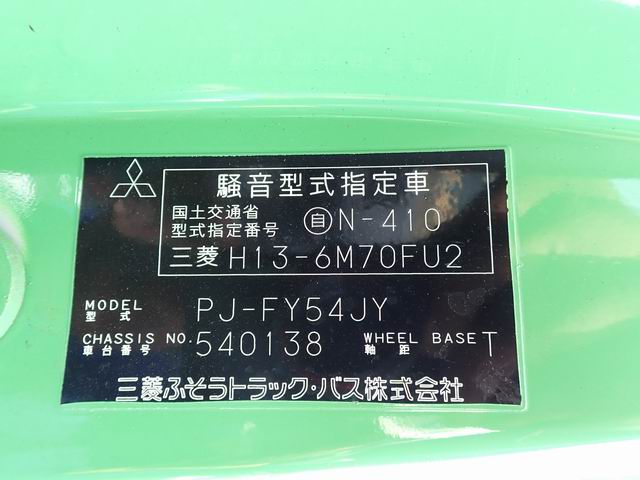 騒音型式指定車
国土交通省
型式指定番号 自N-410
三菱 H13-6M70FU2
MODEL PJ-FY54JY
型式
CHASSIS NO. 540138 WHEEL BASE T
車台番号 軸距
三菱ふそうトラック・バス株式会社